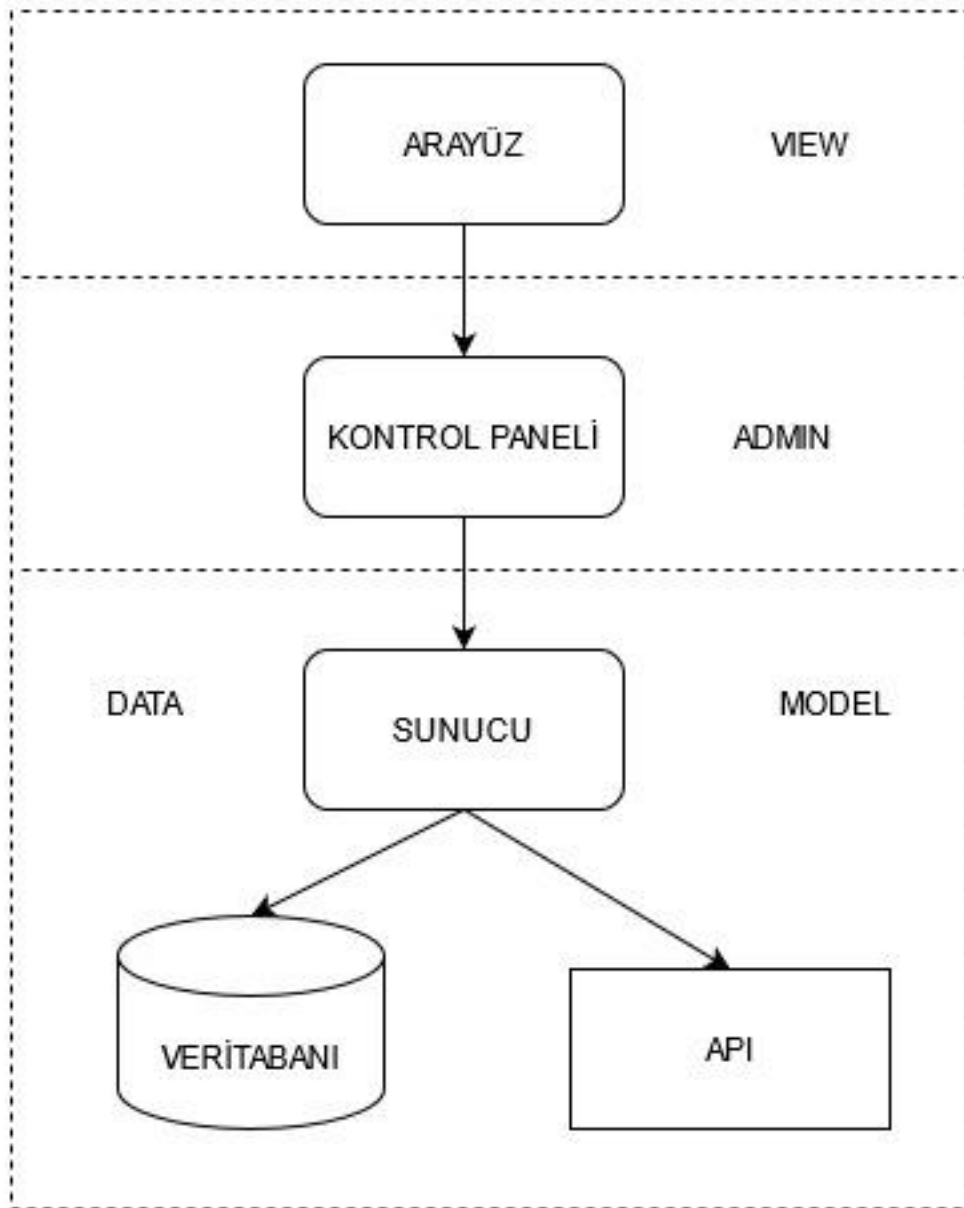 ARAYÜZ
VIEW
KONTROL PANELİ
ADMIN
DATA
SUNUCU
MODEL
VERİTABANI
API